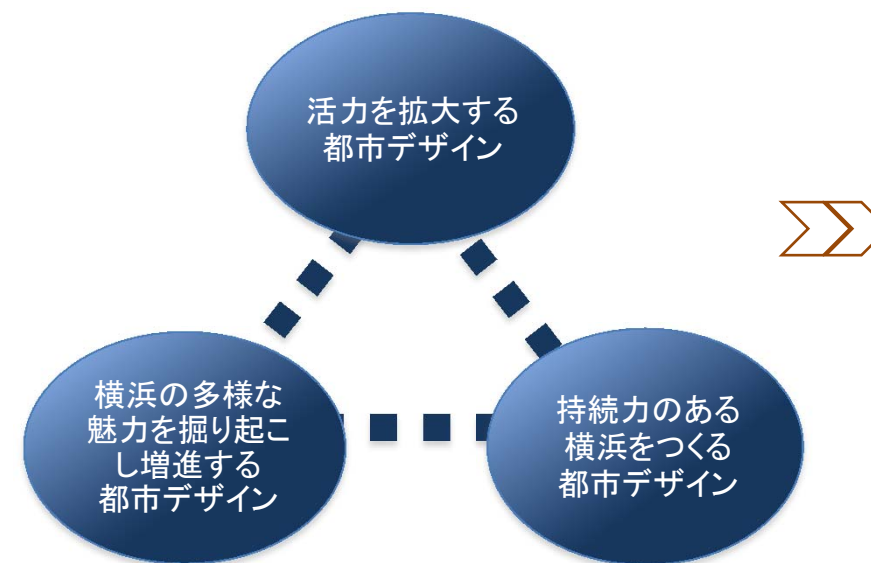 活力を拡大する
都市デザイン
横浜の多様な
魅力を掘り起こ
し増進する
都市デザイン
持続力のある
横浜をつくる
都市デザイン